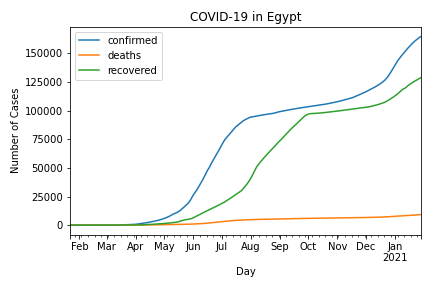 COVID-19 in Egypt
confirmed
deaths
recovered
Number of Cases
150000
125000
100000
75000
50000
25000
0
Feb Mar Apr May Jun Jul Aug Sep Oct Nov Dec Jan
2021
Day